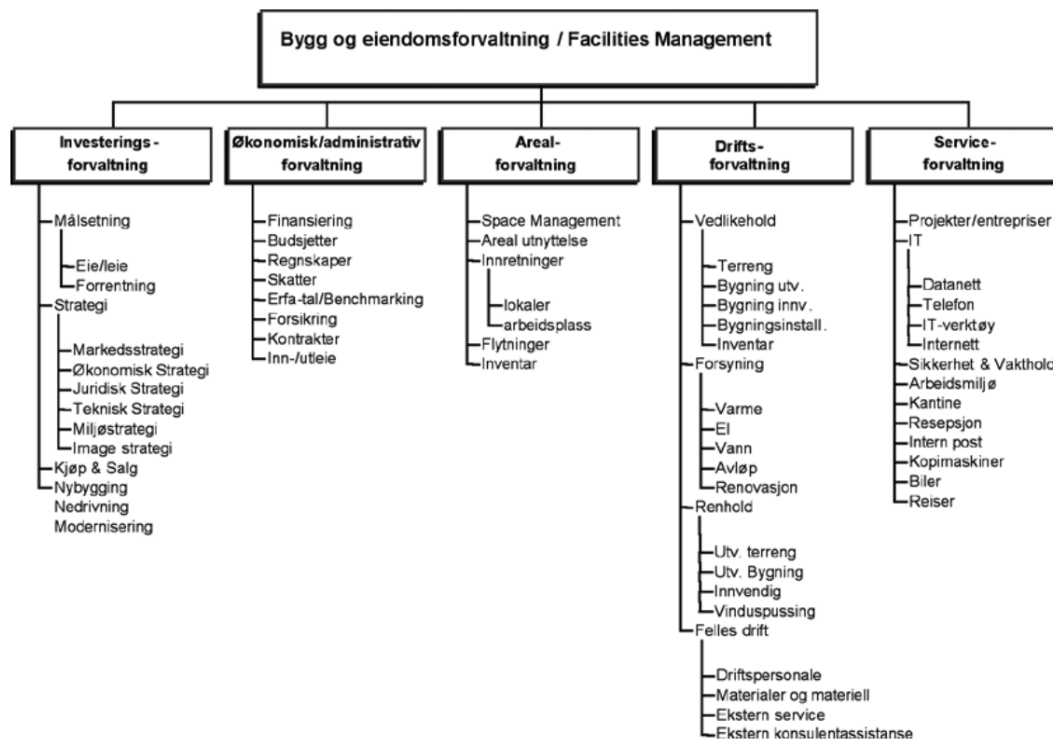 Bygg og eiendomsforvaltning / Facilities Management
Investerings-
forvaltning
Målsetning
Eie/leie
Forrentning
Strategi
Markedsstrategi
Økonomisk Strategi
Juridisk Strategi
Teknisk Strategi
Miljøstrategi
Image strategi
Kjøp & Salg
Nybygging
Nedrivning
Modernisering
Økonomisk/administrativ
forvaltning
Finansiering
Budsjetter
Regnskaper
Skatter
Erfa-tal/Benchmarking
Forsikring
Kontrakter
Inn-/utleie
Areal-
forvaltning
Space Management
Areal utnyttelse
Innretninger
lokaler
arbeidsplass
Flytninger
Inventar
Drifts-
forvaltning
Vedlikehold
Terreng
Bygning utv.
Bygning innv.
Bygningsinstall.
Inventar
Forsyning
Varme
El
Vann
Avløp
Renovasjon
Renhold
Utv. terreng
Utv. Bygning
Innvendig
Vinduspussing
Felles drift
Driftspersonale
Materialer og materiell
Ekstern service
Ekstern konsulentassistanse
Service-
forvaltning
Projekter/entrepriser
IT
Datanett
Telefon
IT-verktøy
Internett
Sikkerhet & Vakthold
Arbeidsmiljø
Kantine
Resepsjon
Intern post
Kopimaskiner
Biler
Reiser